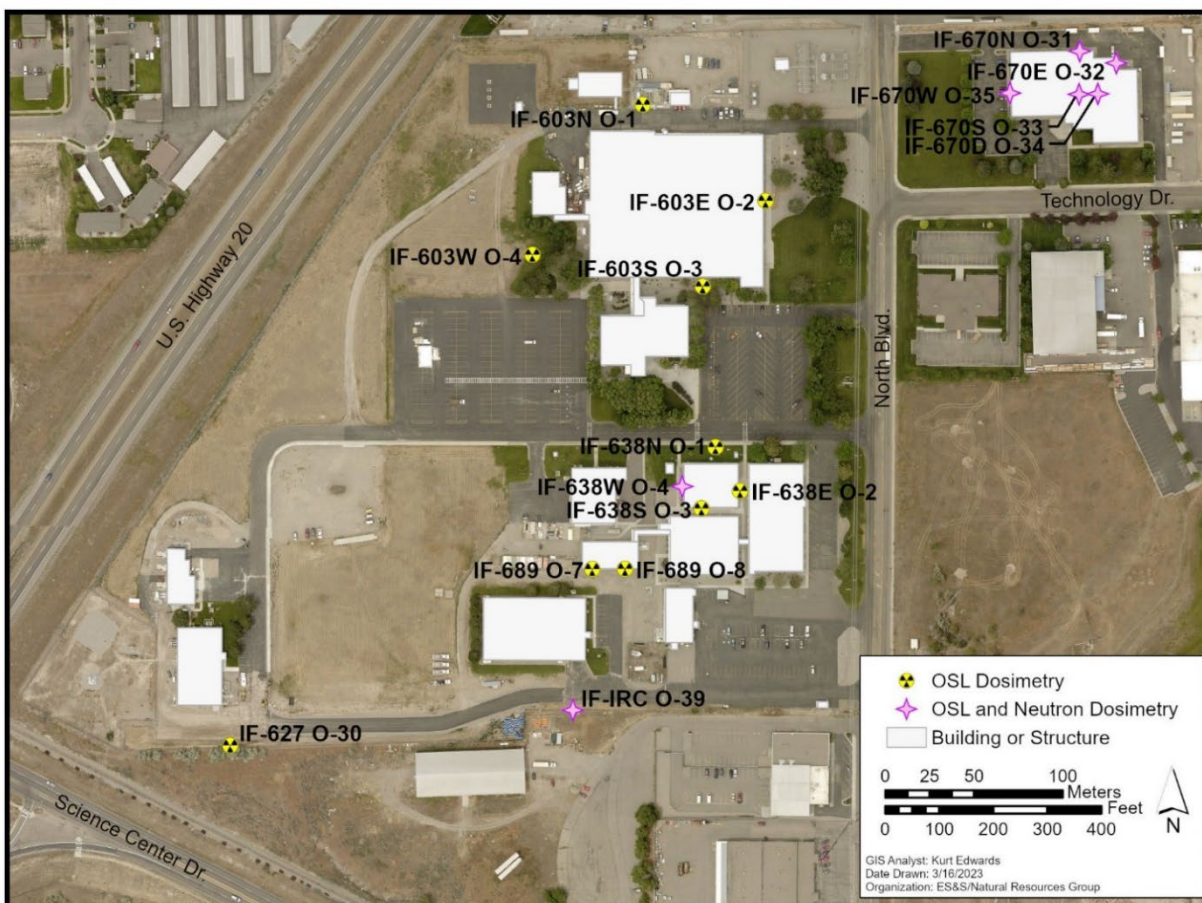 IF-670N O-31
IF-670E O-32
IF-670W O-35
IF-670S O-33
IF-670D O-34
IF-603N O-1
Technology Dr.
IF-603E O-2
IF-603W O-4
IF-603S O-3
U.S. Highway 20
North Blvd.
IF-638N O-1
IF-638W O-4
IF-638E O-2
IF-638S O-3
IF-689 O-7
IF-689 O-8
IF-IRC O-39
IF-627 O-30
Science Center Dr.
OSL Dosimetry
OSL and Neutron Dosimetry
Building or Structure
0 25 50 100
Meters
Feet
0 100 200 300 400
N
GIS Analyst: Kurt Edwards
Date Drawn: 3/16/2023
Organization: ES&S/Natural Resources Group